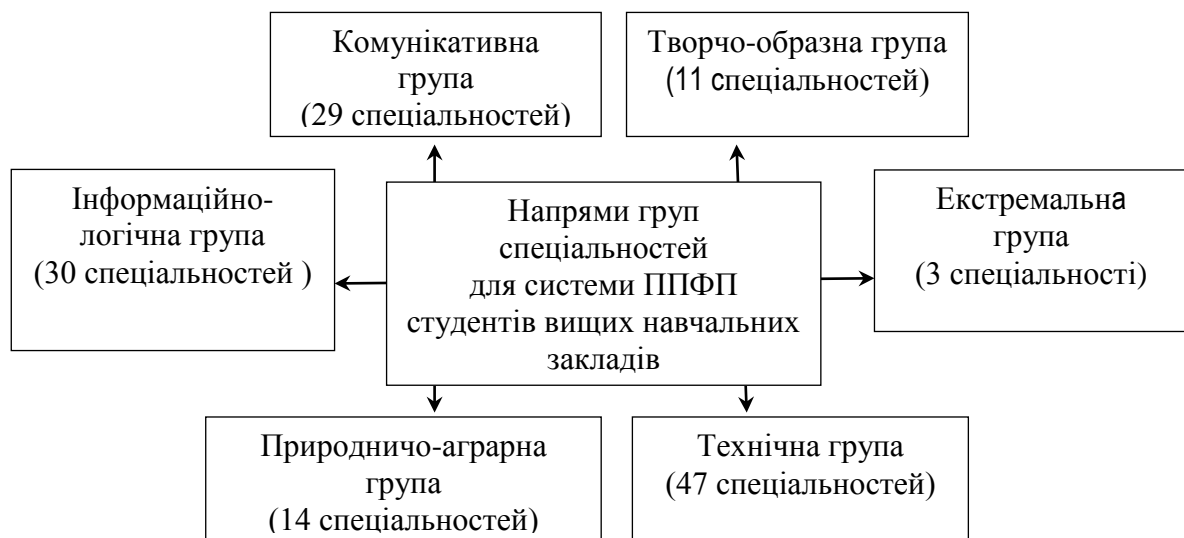 Комунікативна
група
(29 спеціальностей)
Творчо-образна група
(11 спеціальностей)
Інформаційно-
логічна група
(30 спеціальностей )
Напрями груп
спеціальностей
для системи ППФП
студентів вищих навчальних
закладів
Екстремальна
група
(3 спеціальності)
Природничо-аграрна
група
(14 спеціальностей)
Технічна група
(47 спеціальностей)